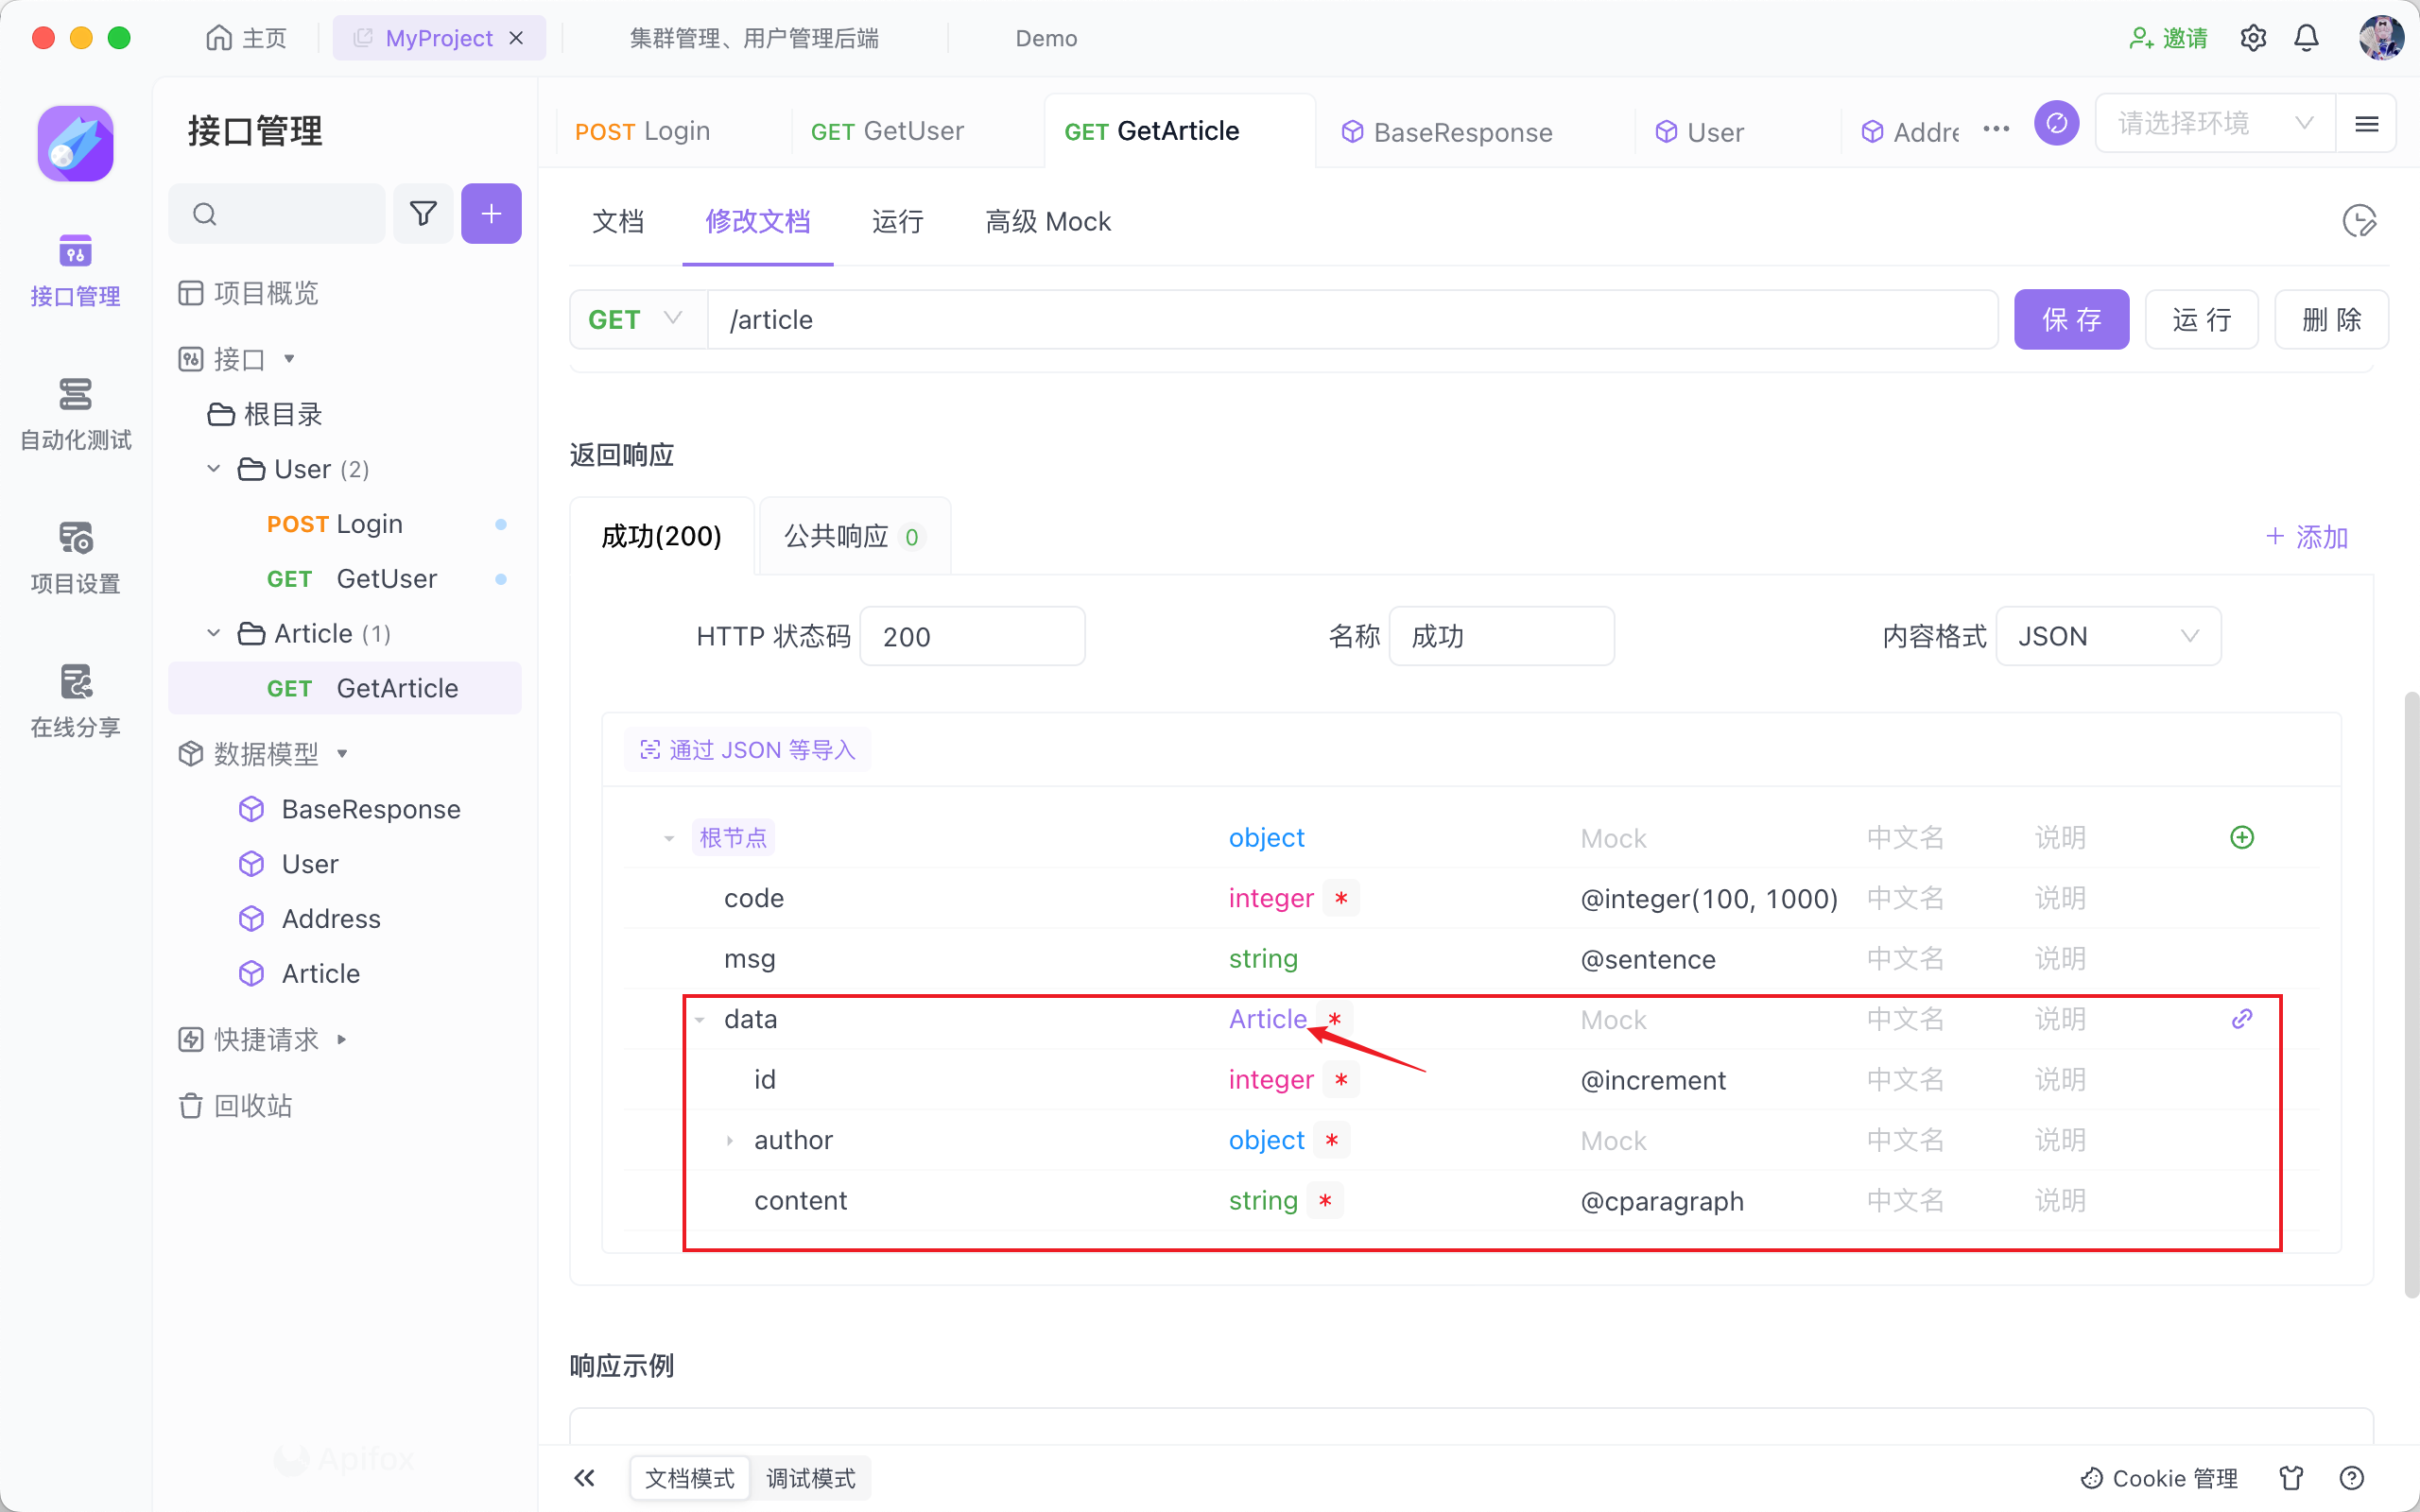 主页
MyProject
集群管理、用户管理后端
Demo
邀请
接口管理
自动化测试
项目设置
在线分享
接口管理
项目概览
接口
根目录
User (2)
POST Login
GET GetUser
Article (1)
GET GetArticle
数据模型
BaseResponse
User
Address
Article
快捷请求
回收站
Apifox
POST Login
GET GetUser
GET GetArticle
BaseResponse
User
Addre
请选择环境
文档
修改文档
运行
高级 Mock
GET
/article
保 存
运 行
删 除
返回响应
成功(200)
公共响应 0
+ 添加
HTTP 状态码 200
名称 成功
内容格式 JSON
通过 JSON 等导入
根节点 object Mock 中文名 说明
code integer * @integer(100, 1000) 中文名 说明
msg string @sentence 中文名 说明
data Article * Mock 中文名 说明
id integer * @increment 中文名 说明
author object * Mock 中文名 说明
content string * @cparagraph 中文名 说明
响应示例
文档模式
调试模式
Cookie 管理